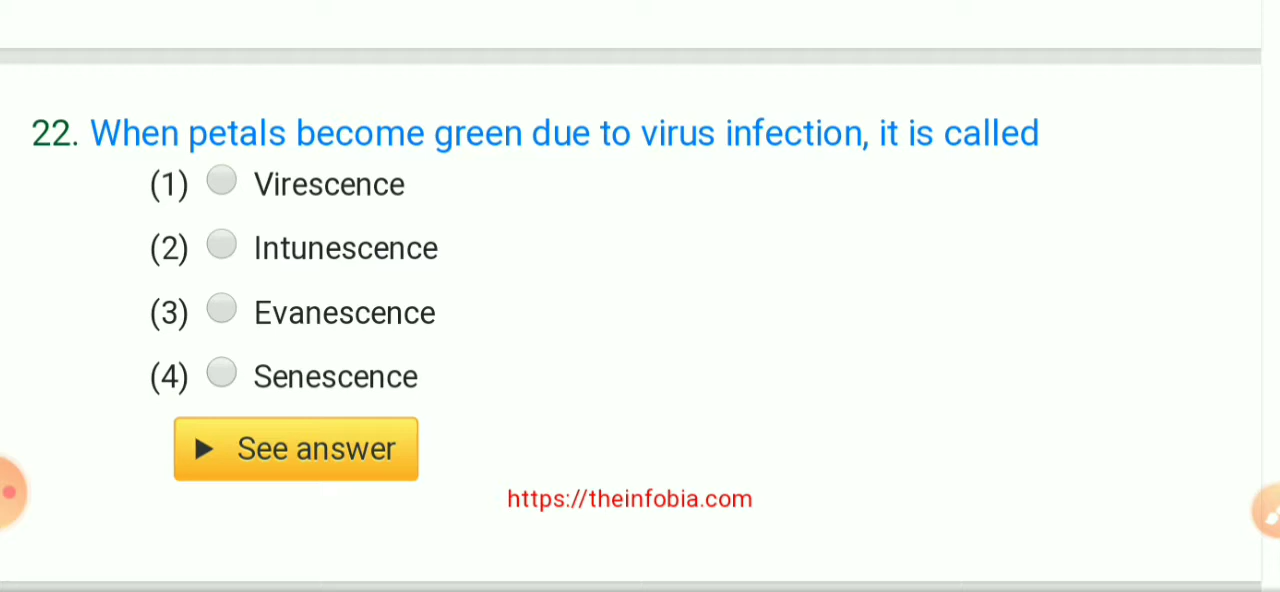 22. When petals become green due to virus infection, it is called
(1) Virescence
(2) Intunescence
(3) Evanescence
(4) Senescence
See answer
https://theinfobia.com